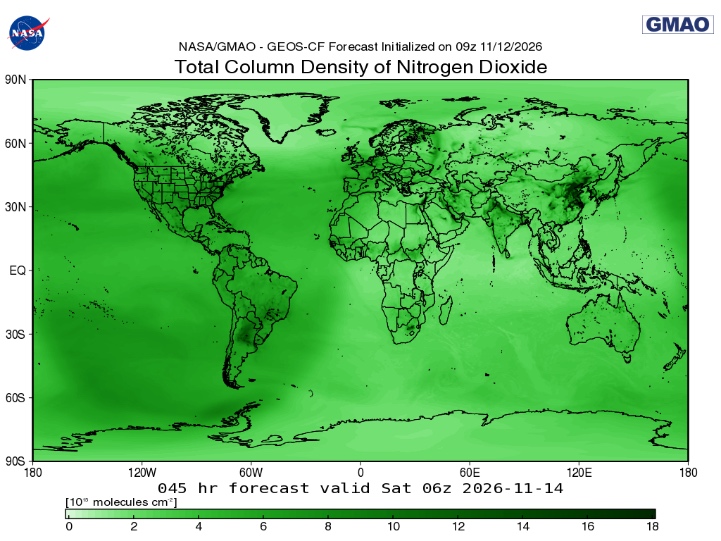 NASA
GMAO
NASA/GMAO - GEOS-CF Forecast Initialized on 09z 11/12/2026
Total Column Density of Nitrogen Dioxide
90N
60N
30N
EQ
30S
60S
90S
180 120W 60W 0 60E 120E 180
045 hr forecast valid Sat 06z 2026-11-14
[10¹⁵ molecules cm⁻²]
0 2 4 6 8 10 12 14 16 18